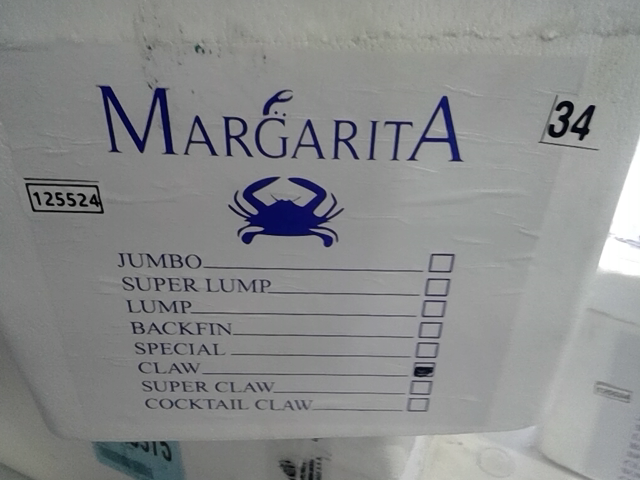 MARGARITA
34
125524
JUMBO
SUPER LUMP
LUMP
BACKFIN
SPECIAL
CLAW
SUPER CLAW
COCKTAIL CLAW